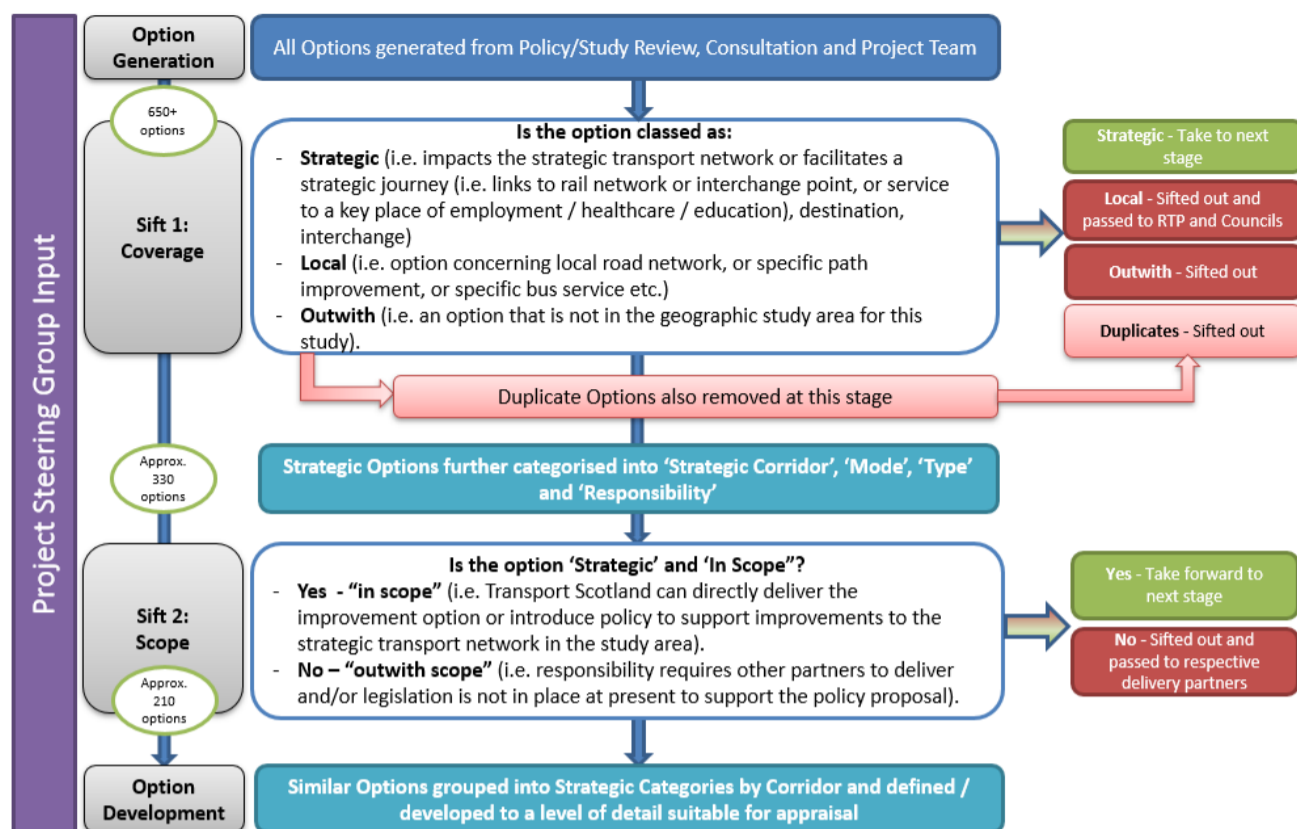 Project Steering Group Input
Option
Generation
All Options generated from Policy/Study Review, Consultation and Project Team
650+
options
Sift 1:
Coverage
Is the option classed as:
- Strategic (i.e. impacts the strategic transport network or facilitates a
strategic journey (i.e. links to rail network or interchange point, or service
to a key place of employment / healthcare / education), destination,
interchange)
- Local (i.e. option concerning local road network, or specific path
improvement, or specific bus service etc.)
- Outwith (i.e. an option that is not in the geographic study area for this
study).
Strategic - Take to next
stage
Local - Sifted out and
passed to RTP and Councils
Outwith - Sifted out
Duplicates - Sifted out
Duplicate Options also removed at this stage
Approx.
330
options
Strategic Options further categorised into ‘Strategic Corridor’, ‘Mode’, ‘Type’
and ‘Responsibility’
Sift 2:
Scope
Approx.
210
options
Is the option ‘Strategic’ and ‘In Scope”?
- Yes - “in scope” (i.e. Transport Scotland can directly deliver the
improvement option or introduce policy to support improvements to the
strategic transport network in the study area).
- No – “outwith scope” (i.e. responsibility requires other partners to deliver
and/or legislation is not in place at present to support the policy proposal).
Yes - Take forward to
next stage
No - Sifted out and
passed to respective
delivery partners
Option
Development
Similar Options grouped into Strategic Categories by Corridor and defined /
developed to a level of detail suitable for appraisal